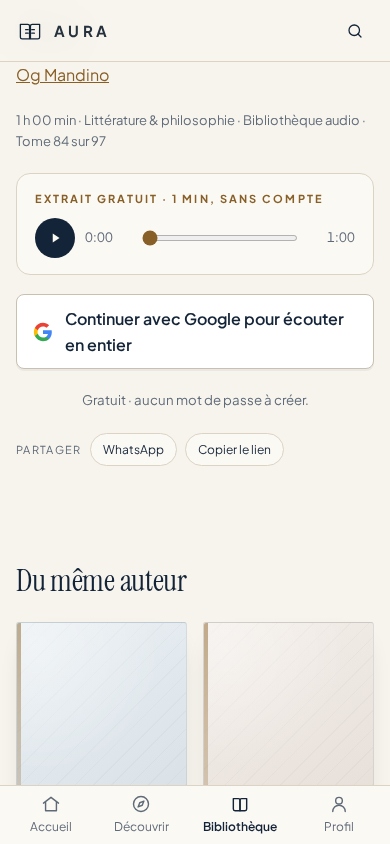 AURA
Og Mandino
1 h 00 min · Littérature & philosophie · Bibliothèque audio ·
Tome 84 sur 97
EXTRAIT GRATUIT · 1 MIN, SANS COMPTE
0:00
1:00
Continuer avec Google pour écouter
en entier
Gratuit · aucun mot de passe à créer.
PARTAGER
WhatsApp
Copier le lien
Du même auteur
Accueil
Découvrir
Bibliothèque
Profil